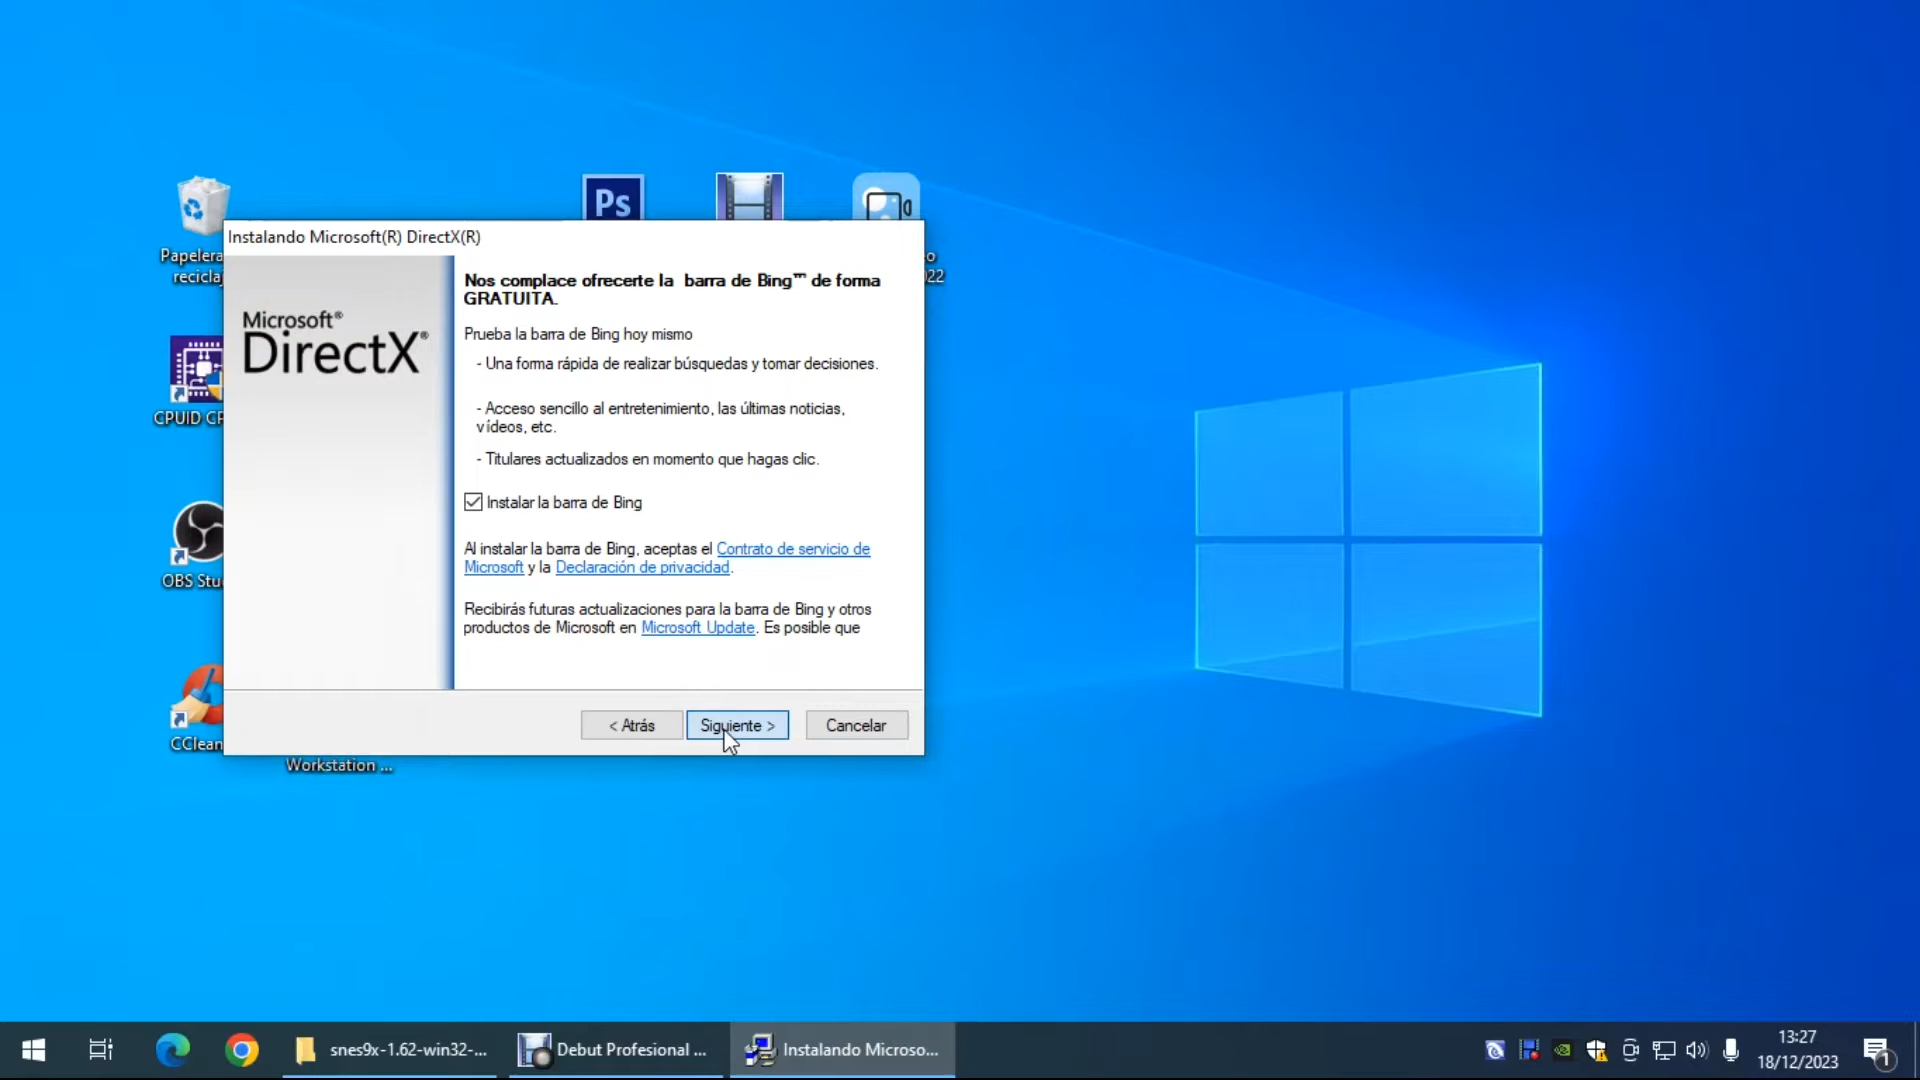 Ps
Papelera
reciclaj
eo
022
Instalando Microsoft(R) DirectX(R)
Microsoft®
DirectX®
Nos complace ofrecerte la barra de Bing™ de forma
GRATUITA.
Prueba la barra de Bing hoy mismo
- Una forma rápida de realizar búsquedas y tomar decisiones.
- Acceso sencillo al entretenimiento, las últimas noticias,
vídeos, etc.
- Titulares actualizados en momento que hagas clic.
Instalar la barra de Bing
Al instalar la barra de Bing, aceptas el Contrato de servicio de
Microsoft y la Declaración de privacidad.
Recibirás futuras actualizaciones para la barra de Bing y otros
productos de Microsoft en Microsoft Update. Es posible que
< Atrás
Siguiente >
Cancelar
CPUID CP
OBS Stu
CClean
Workstation ...
snes9x-1.62-win32-...
Debut Profesional ...
Instalando Microso...
13:27
18/12/2023
1